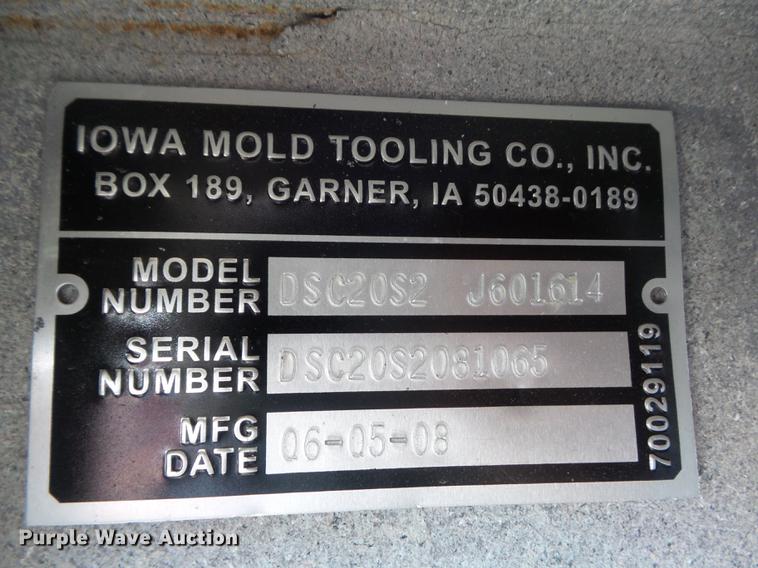 IOWA MOLD TOOLING CO., INC.
BOX 189, GARNER, IA 50438-0189
MODEL NUMBER DSC20S2 J601614
SERIAL NUMBER DSC20S2081065
MFG DATE 06-05-08
70029119
Purple Wave Auction